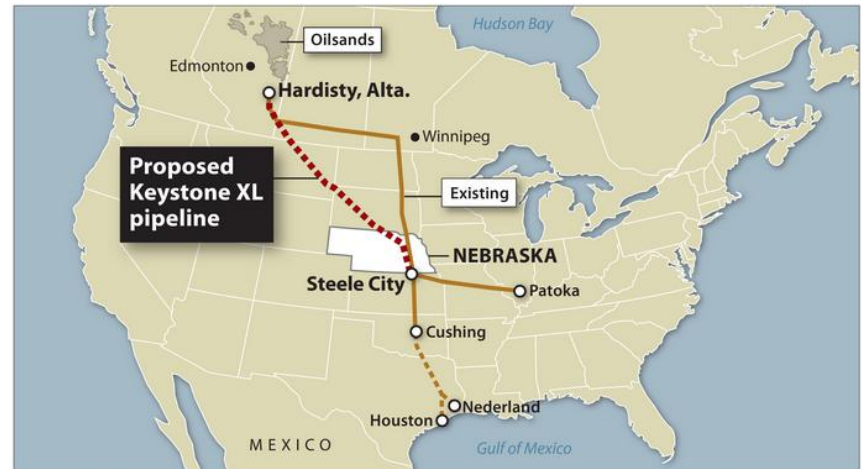 Hudson Bay
Oilsands
Edmonton
Hardisty, Alta.
Winnipeg
Proposed
Keystone XL
pipeline
Existing
NEBRASKA
Steele City
Patoka
Cushing
Nederland
Houston
MEXICO
Gulf of Mexico